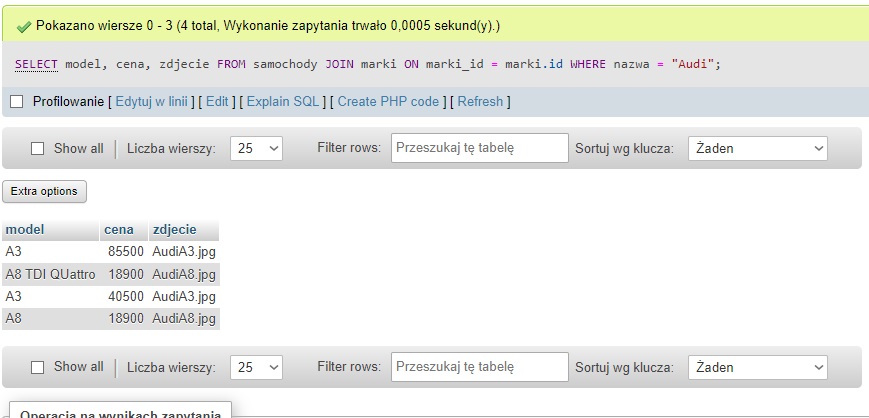 Pokazano wiersze 0 - 3 (4 total, Wykonanie zapytania trwało 0,0005 sekund(y).)
SELECT model, cena, zdjecie FROM samochody JOIN marki ON marki_id = marki.id WHERE nazwa = "Audi";
Profilowanie [ Edytuj w linii ] [ Edit ] [ Explain SQL ] [ Create PHP code ] [ Refresh ]
Show all Liczba wierszy: 25 Filter rows: Przeszukaj tę tabelę Sortuj wg klucza: Żaden
Extra options
model cena zdjecie
A3 85500 AudiA3.jpg
A8 TDI QUattro 18900 AudiA8.jpg
A3 40500 AudiA3.jpg
A8 18900 AudiA8.jpg
Show all Liczba wierszy: 25 Filter rows: Przeszukaj tę tabelę Sortuj wg klucza: Żaden
Operacja na wynikach zapytania